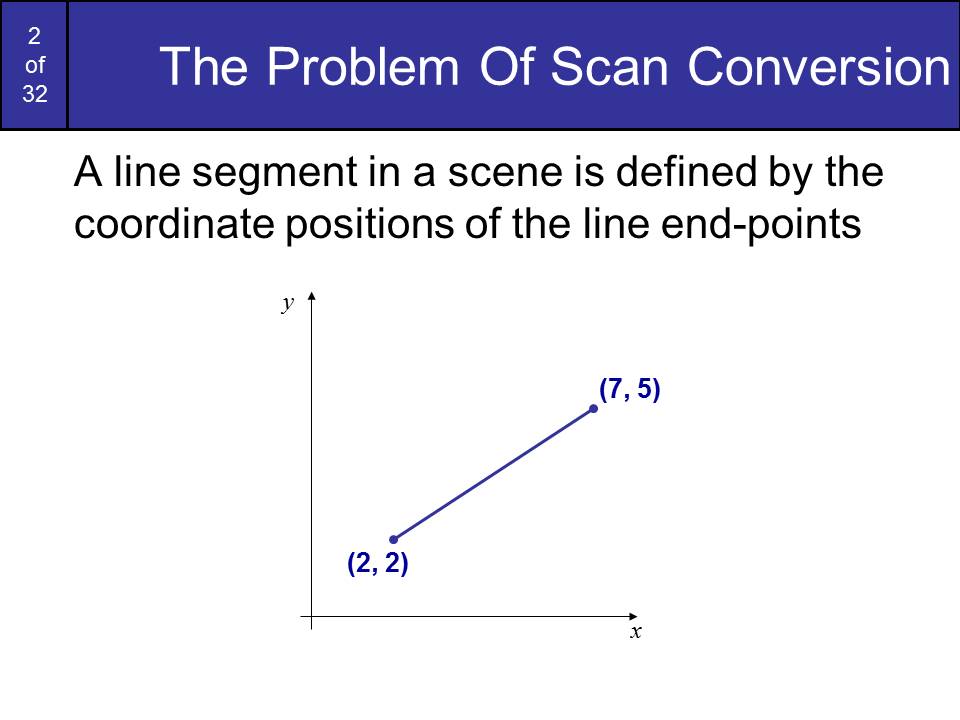 2
of
32
The Problem Of Scan Conversion
A line segment in a scene is defined by the
coordinate positions of the line end-points
y
(7, 5)
(2, 2)
x